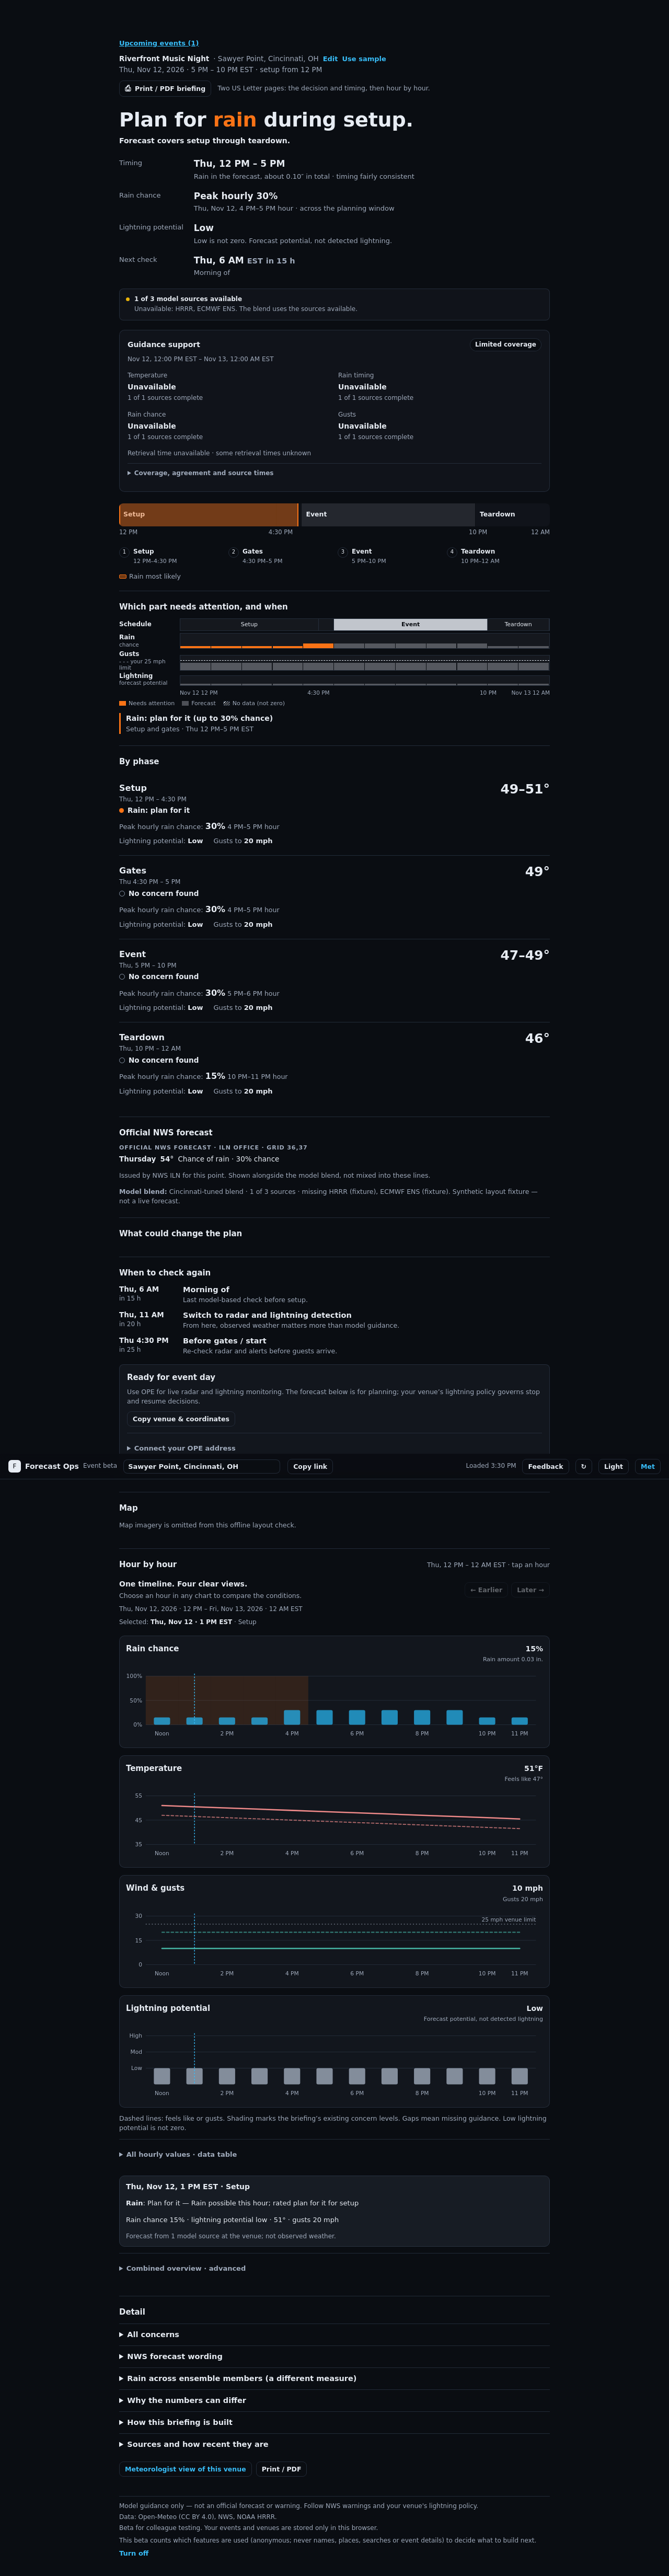 Upcoming events (1)
Riverfront Music Night · Sawyer Point, Cincinnati, OH Edit Use sample
Thu, Nov 12, 2026 · 5 PM – 10 PM EST · setup from 12 PM
⎙ Print / PDF briefing
Two US Letter pages: the decision and timing, then hour by hour.
Plan for rain during setup.
Forecast covers setup through teardown.
Timing
Thu, 12 PM – 5 PM
Rain in the forecast, about 0.10″ in total · timing fairly consistent
Rain chance
Peak hourly 30%
Thu, Nov 12, 4 PM–5 PM hour · across the planning window
Lightning potential
Low
Low is not zero. Forecast potential, not detected lightning.
Next check
Thu, 6 AM EST in 15 h
Morning of
1 of 3 model sources available
Unavailable: HRRR, ECMWF ENS. The blend uses the sources available.
Guidance support
Limited coverage
Nov 12, 12:00 PM EST – Nov 13, 12:00 AM EST
Temperature
Unavailable
1 of 1 sources complete
Rain timing
Unavailable
1 of 1 sources complete
Rain chance
Unavailable
1 of 1 sources complete
Gusts
Unavailable
1 of 1 sources complete
Retrieval time unavailable · some retrieval times unknown
▸ Coverage, agreement and source times
Setup
Event
Teardown
12 PM
4:30 PM
10 PM
12 AM
1 Setup
12 PM–4:30 PM
2 Gates
4:30 PM–5 PM
3 Event
5 PM–10 PM
4 Teardown
10 PM–12 AM
Rain most likely
Which part needs attention, and when
Schedule
Setup
Event
Teardown
Rain
chance
Gusts
- - - your 25 mph
limit
Lightning
forecast potential
Nov 12 12 PM
4:30 PM
10 PM
Nov 13 12 AM
Needs attention
Forecast
No data (not zero)
Rain: plan for it (up to 30% chance)
Setup and gates · Thu 12 PM–5 PM EST
By phase
Setup
49–51°
Thu, 12 PM – 4:30 PM
Rain: plan for it
Peak hourly rain chance: 30% 4 PM–5 PM hour
Lightning potential: Low Gusts to 20 mph
Gates
49°
Thu 4:30 PM – 5 PM
No concern found
Peak hourly rain chance: 30% 4 PM–5 PM hour
Lightning potential: Low Gusts to 20 mph
Event
47–49°
Thu, 5 PM – 10 PM
No concern found
Peak hourly rain chance: 30% 5 PM–6 PM hour
Lightning potential: Low Gusts to 20 mph
Teardown
46°
Thu, 10 PM – 12 AM
No concern found
Peak hourly rain chance: 15% 10 PM–11 PM hour
Lightning potential: Low Gusts to 20 mph
Official NWS forecast
OFFICIAL NWS FORECAST · ILN OFFICE · GRID 36,37
Thursday 54° Chance of rain · 30% chance
Issued by NWS ILN for this point. Shown alongside the model blend, not mixed into these lines.
Model blend: Cincinnati-tuned blend · 1 of 3 sources · missing HRRR (fixture), ECMWF ENS (fixture). Synthetic layout fixture —
not a live forecast.
What could change the plan
When to check again
Thu, 6 AM
in 15 h
Morning of
Last model-based check before setup.
Thu, 11 AM
in 20 h
Switch to radar and lightning detection
From here, observed weather matters more than model guidance.
Thu 4:30 PM
in 25 h
Before gates / start
Re-check radar and alerts before guests arrive.
Ready for event day
Use OPE for live radar and lightning monitoring. The forecast below is for planning; your venue’s lightning policy governs stop
and resume decisions.
Copy venue & coordinates
▸ Connect your OPE address
F Forecast Ops Event beta
Sawyer Point, Cincinnati, OH
Copy link
Loaded 3:30 PM
Feedback
↻
Light
Met
Map
Map imagery is omitted from this offline layout check.
Hour by hour
Thu, 12 PM – 12 AM EST · tap an hour
One timeline. Four clear views.
Choose an hour in any chart to compare the conditions.
← Earlier
Later →
Thu, Nov 12, 2026 · 12 PM – Fri, Nov 13, 2026 · 12 AM EST
Selected: Thu, Nov 12 · 1 PM EST · Setup
Rain chance
15%
Rain amount 0.03 in.
100%
50%
0%
Noon 2 PM 4 PM 6 PM 8 PM 10 PM 11 PM
Temperature
51°F
Feels like 47°
55
45
35
Noon 2 PM 4 PM 6 PM 8 PM 10 PM 11 PM
Wind & gusts
10 mph
Gusts 20 mph
25 mph venue limit
30
15
0
Noon 2 PM 4 PM 6 PM 8 PM 10 PM 11 PM
Lightning potential
Low
Forecast potential, not detected lightning
High
Mod
Low
Noon 2 PM 4 PM 6 PM 8 PM 10 PM 11 PM
Dashed lines: feels like or gusts. Shading marks the briefing’s existing concern levels. Gaps mean missing guidance. Low lightning
potential is not zero.
▸ All hourly values · data table
Thu, Nov 12, 1 PM EST · Setup
Rain: Plan for it — Rain possible this hour; rated plan for it for setup
Rain chance 15% · lightning potential low · 51° · gusts 20 mph
Forecast from 1 model source at the venue; not observed weather.
▸ Combined overview · advanced
Detail
▸ All concerns
▸ NWS forecast wording
▸ Rain across ensemble members (a different measure)
▸ Why the numbers can differ
▸ How this briefing is built
▸ Sources and how recent they are
Meteorologist view of this venue
Print / PDF
Model guidance only — not an official forecast or warning. Follow NWS warnings and your venue’s lightning policy.
Data: Open-Meteo (CC BY 4.0), NWS, NOAA HRRR.
Beta for colleague testing. Your events and venues are stored only in this browser.
This beta counts which features are used (anonymous; never names, places, searches or event details) to decide what to build next.
Turn off